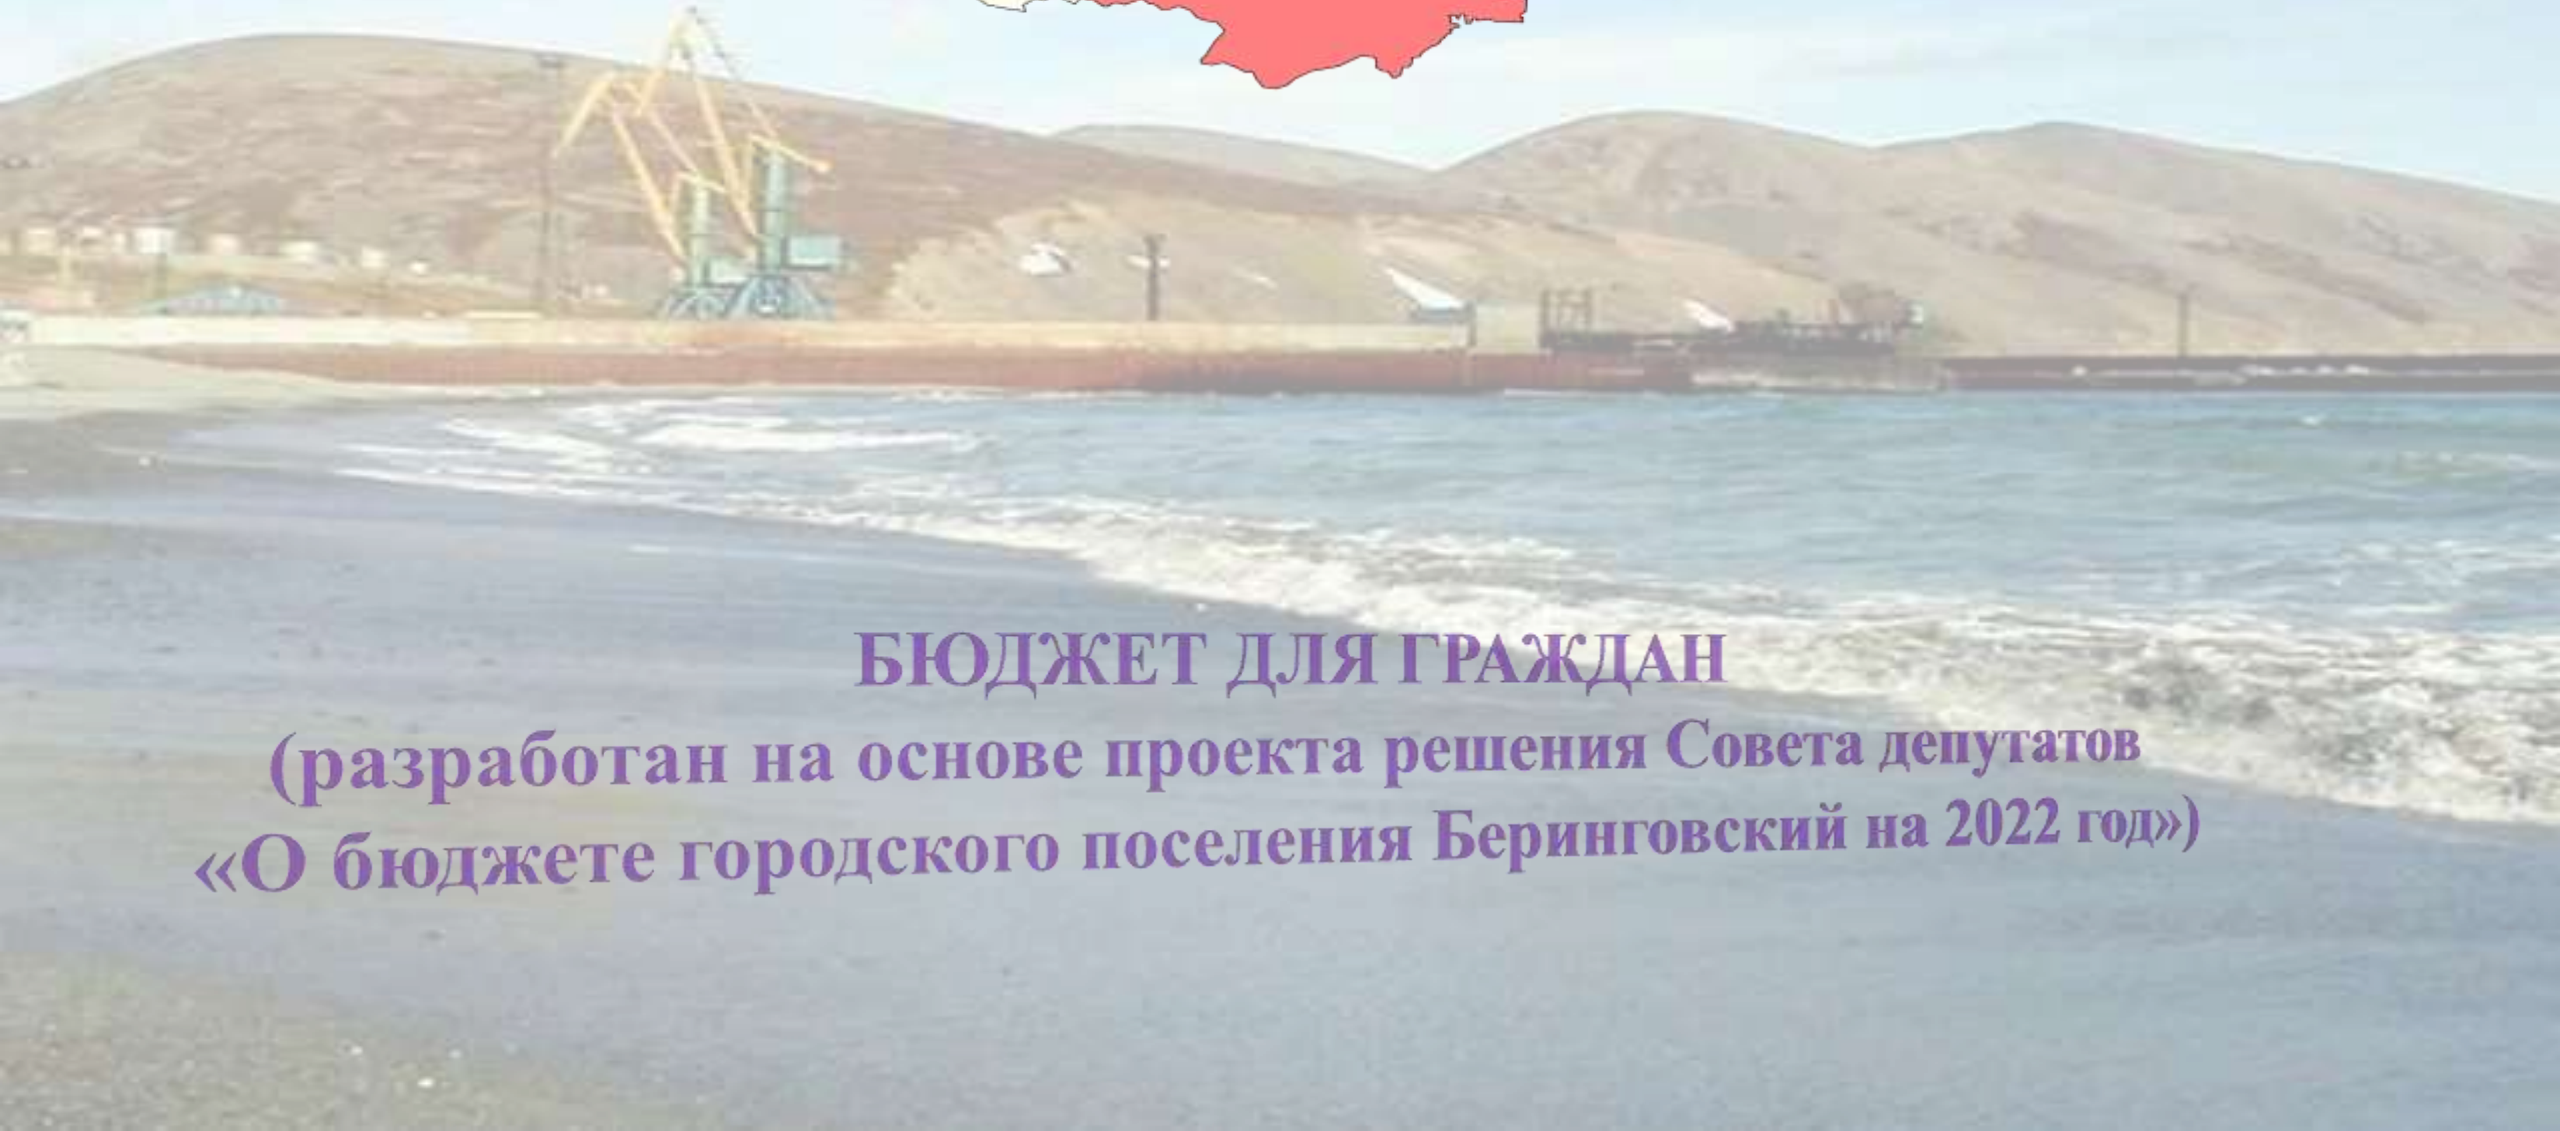 БЮДЖЕТ ДЛЯ ГРАЖДАН
(разработан на основе проекта решения Совета депутатов
«О бюджете городского поселения Беринговский на 2022 год»)